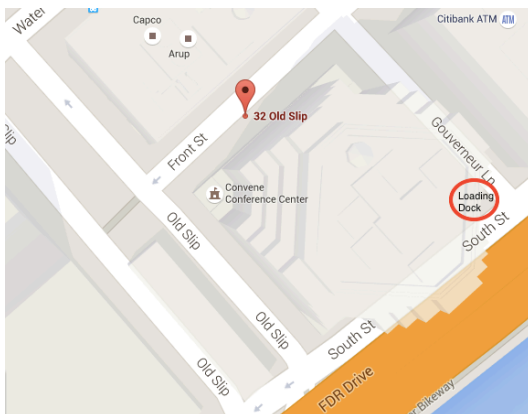 Water
Capco
Arup
Citibank ATM
ATM
32 Old Slip
Front St
Slip
Gouverneur Ln
Convene
Conference Center
Loading
Dock
Old Slip
South St
Old Slip
South St
Old Slip
FDR Drive
Bikeway